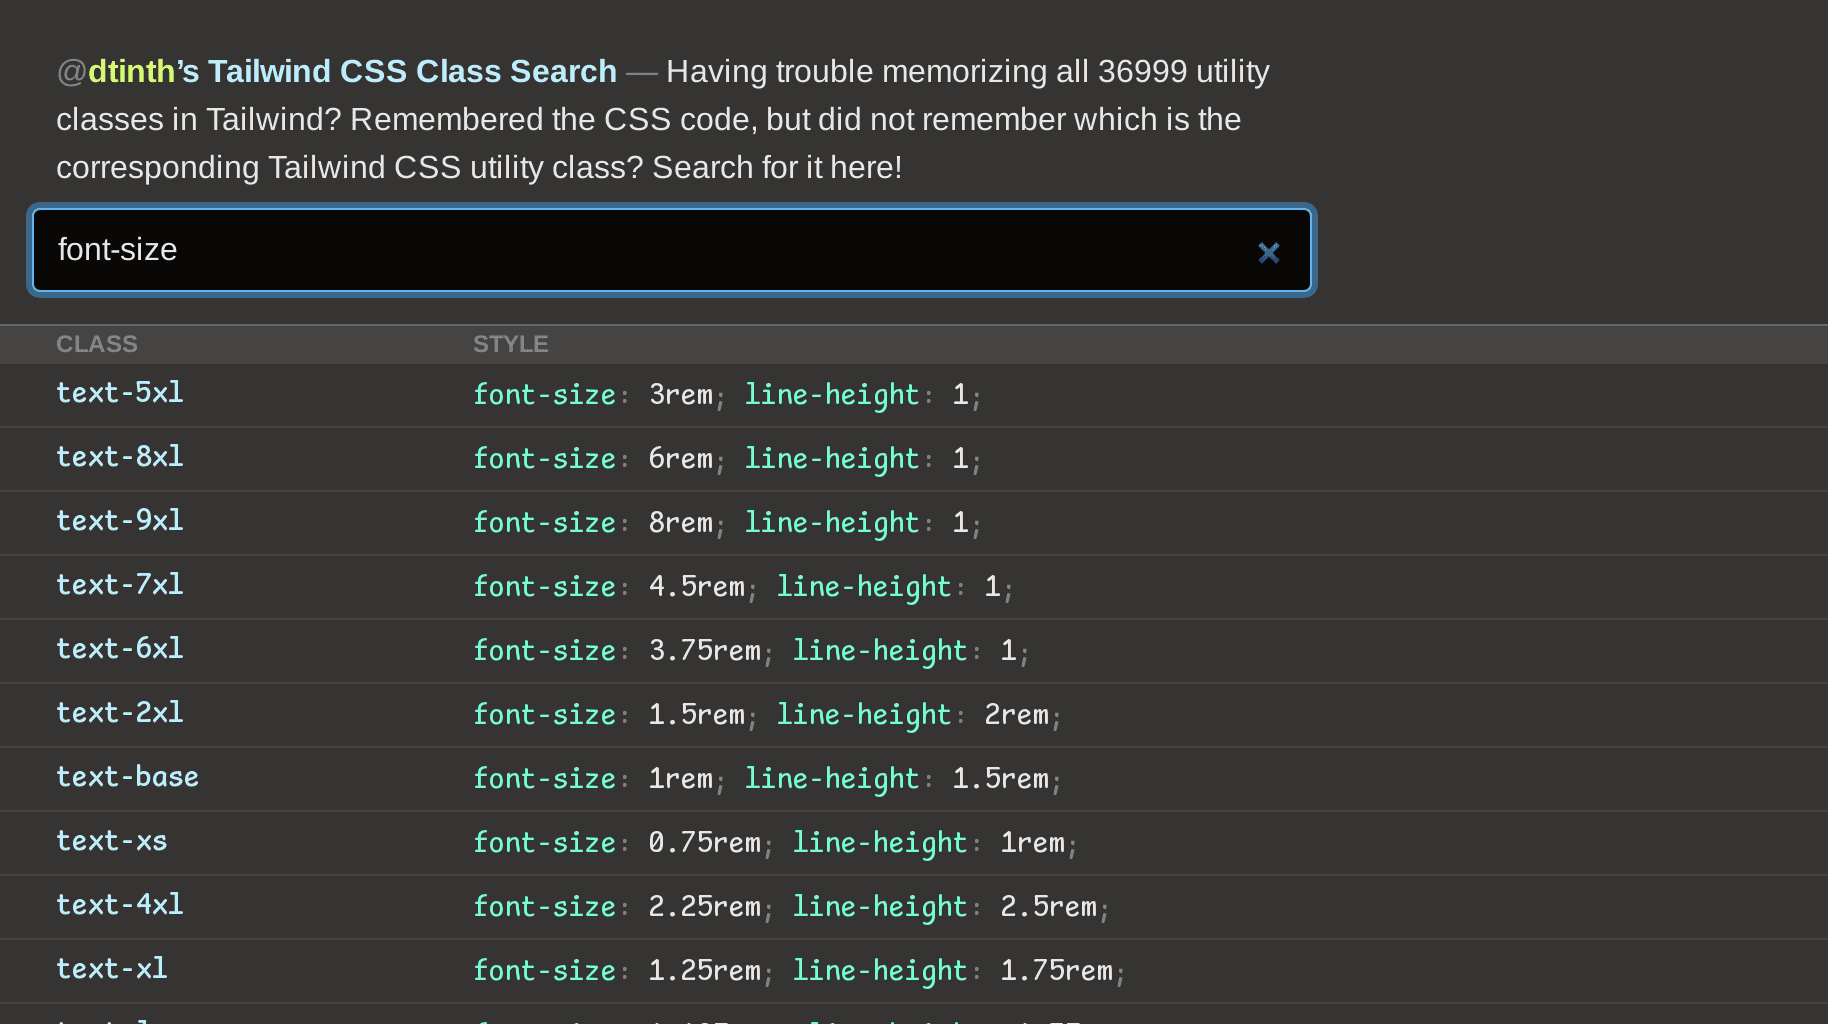 @dtinth’s Tailwind CSS Class Search — Having trouble memorizing all 36999 utility
classes in Tailwind? Remembered the CSS code, but did not remember which is the
corresponding Tailwind CSS utility class? Search for it here!
font-size
CLASS STYLE
text-5xl font-size: 3rem; line-height: 1;
text-8xl font-size: 6rem; line-height: 1;
text-9xl font-size: 8rem; line-height: 1;
text-7xl font-size: 4.5rem; line-height: 1;
text-6xl font-size: 3.75rem; line-height: 1;
text-2xl font-size: 1.5rem; line-height: 2rem;
text-base font-size: 1rem; line-height: 1.5rem;
text-xs font-size: 0.75rem; line-height: 1rem;
text-4xl font-size: 2.25rem; line-height: 2.5rem;
text-xl font-size: 1.25rem; line-height: 1.75rem;